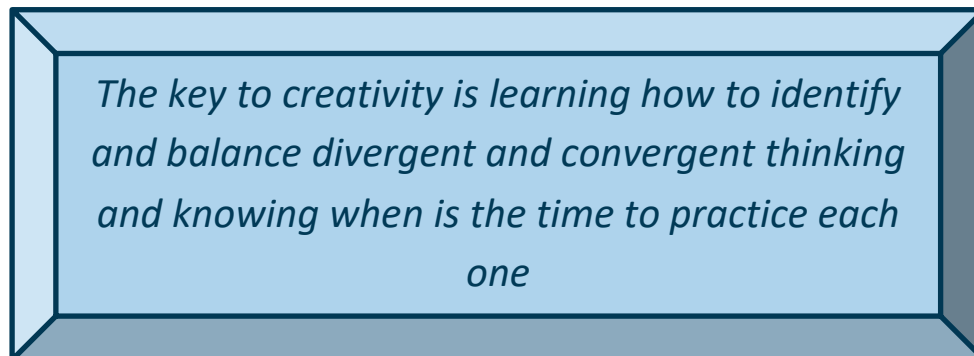 The key to creativity is learning how to identify
and balance divergent and convergent thinking
and knowing when is the time to practice each
one